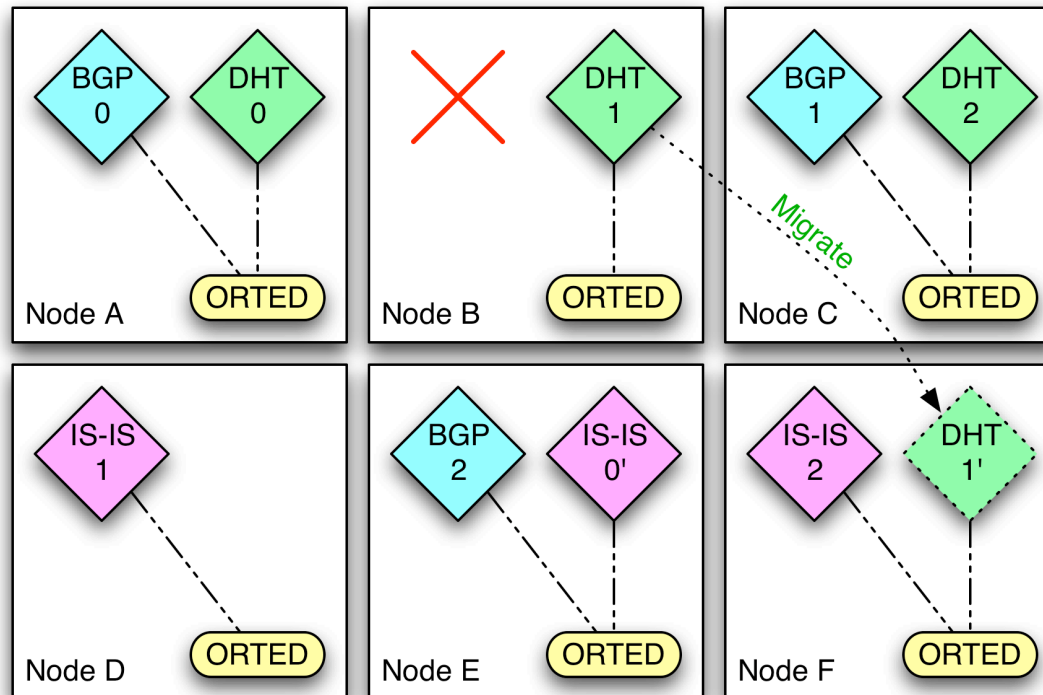 BGP
0
DHT
0
ORTED
Node A
DHT
1
ORTED
Node B
BGP
1
DHT
2
ORTED
Node C
Migrate
IS-IS
1
ORTED
Node D
BGP
2
IS-IS
0'
ORTED
Node E
IS-IS
2
DHT
1'
ORTED
Node F